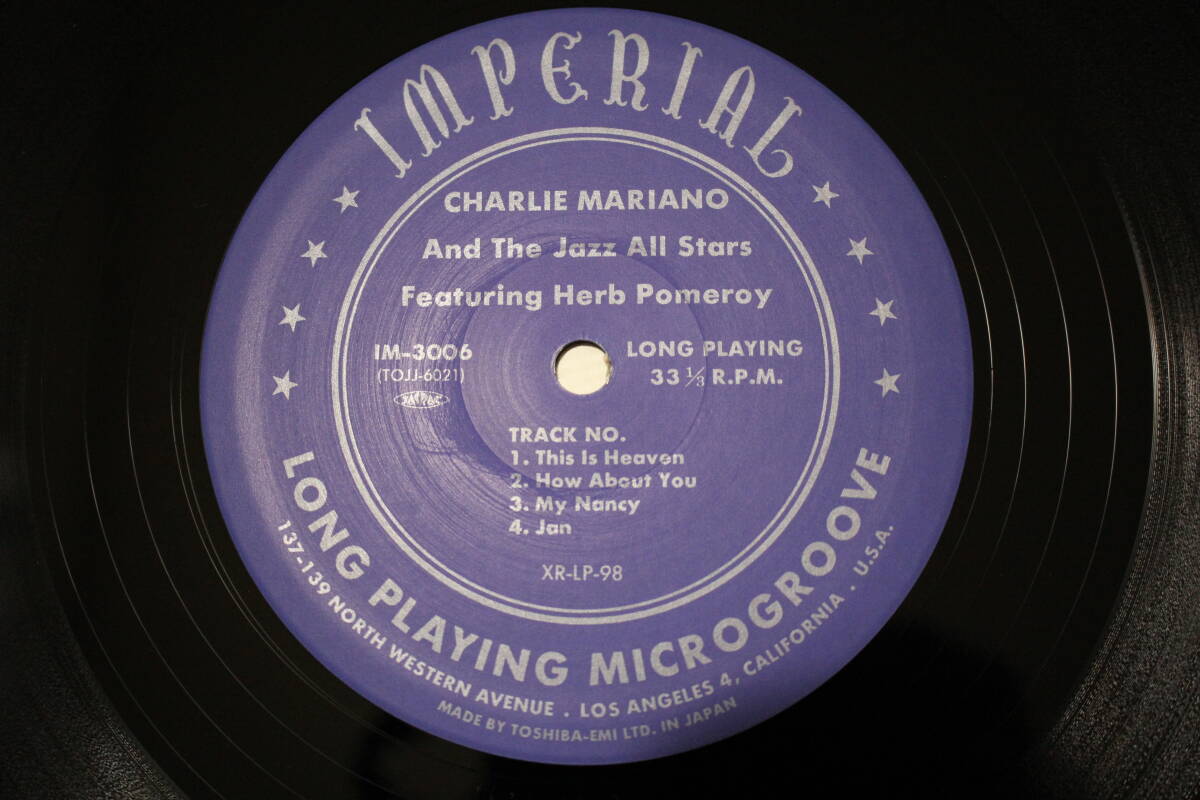 IMPERIAL
CHARLIE MARIANO
And The Jazz All Stars
Featuring Herb Pomeroy
IM-3006
(TOJJ-6021)
JASRAC
LONG PLAYING
33 1/3 R.P.M.
TRACK NO.
1. This Is Heaven
2. How About You
3. My Nancy
4. Jan
XR-LP-98
LONG PLAYING MICROGROOVE
137-139 NORTH WESTERN AVENUE . LOS ANGELES 4, CALIFORNIA . U.S.A.
MADE BY TOSHIBA-EMI LTD. IN JAPAN